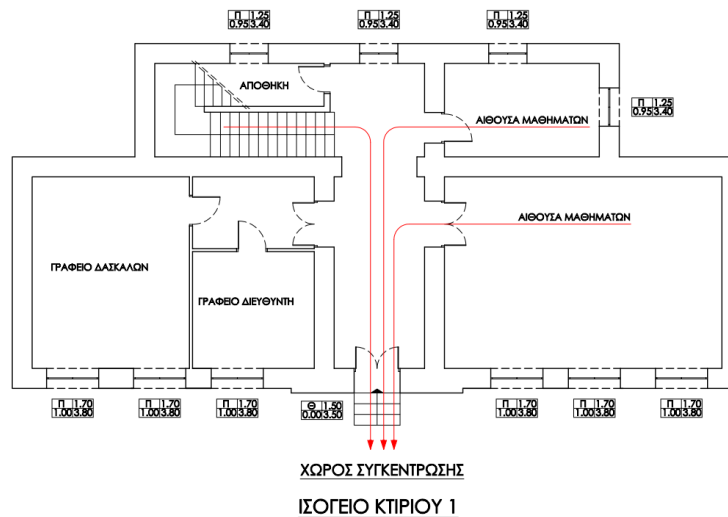 Π 1.25
0.95 3.40
Π 1.25
0.95 3.40
Π 1.25
0.95 3.40
ΑΠΟΘΗΚΗ
Π 1.25
0.95 3.40
ΑΙΘΟΥΣΑ ΜΑΘΗΜΑΤΩΝ
ΑΙΘΟΥΣΑ ΜΑΘΗΜΑΤΩΝ
ΓΡΑΦΕΙΟ ΔΑΣΚΑΛΩΝ
ΓΡΑΦΕΙΟ ΔΙΕΥΘΥΝΤΗ
Π 1.70
1.00 3.80
Π 1.70
1.00 3.80
Π 1.70
1.00 3.80
Θ 1.50
0.00 3.50
Π 1.70
1.00 3.80
Π 1.70
1.00 3.80
Π 1.70
1.00 3.80
ΧΩΡΟΣ ΣΥΓΚΕΝΤΡΩΣΗΣ
ΙΣΟΓΕΙΟ ΚΤΙΡΙΟΥ 1